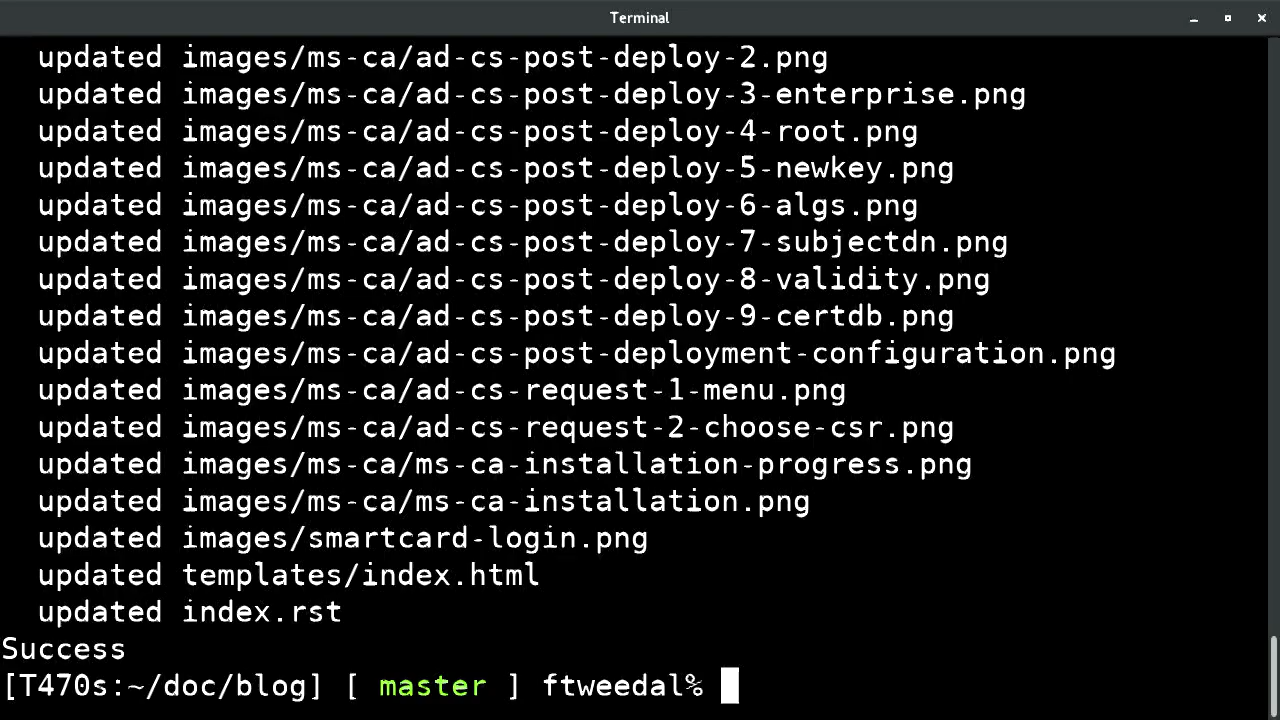 Terminal
updated images/ms-ca/ad-cs-post-deploy-2.png
updated images/ms-ca/ad-cs-post-deploy-3-enterprise.png
updated images/ms-ca/ad-cs-post-deploy-4-root.png
updated images/ms-ca/ad-cs-post-deploy-5-newkey.png
updated images/ms-ca/ad-cs-post-deploy-6-algs.png
updated images/ms-ca/ad-cs-post-deploy-7-subjectdn.png
updated images/ms-ca/ad-cs-post-deploy-8-validity.png
updated images/ms-ca/ad-cs-post-deploy-9-certdb.png
updated images/ms-ca/ad-cs-post-deployment-configuration.png
updated images/ms-ca/ad-cs-request-1-menu.png
updated images/ms-ca/ad-cs-request-2-choose-csr.png
updated images/ms-ca/ms-ca-installation-progress.png
updated images/ms-ca/ms-ca-installation.png
updated images/smartcard-login.png
updated templates/index.html
updated index.rst
Success
[T470s:~/doc/blog] [ master ] ftweedal%